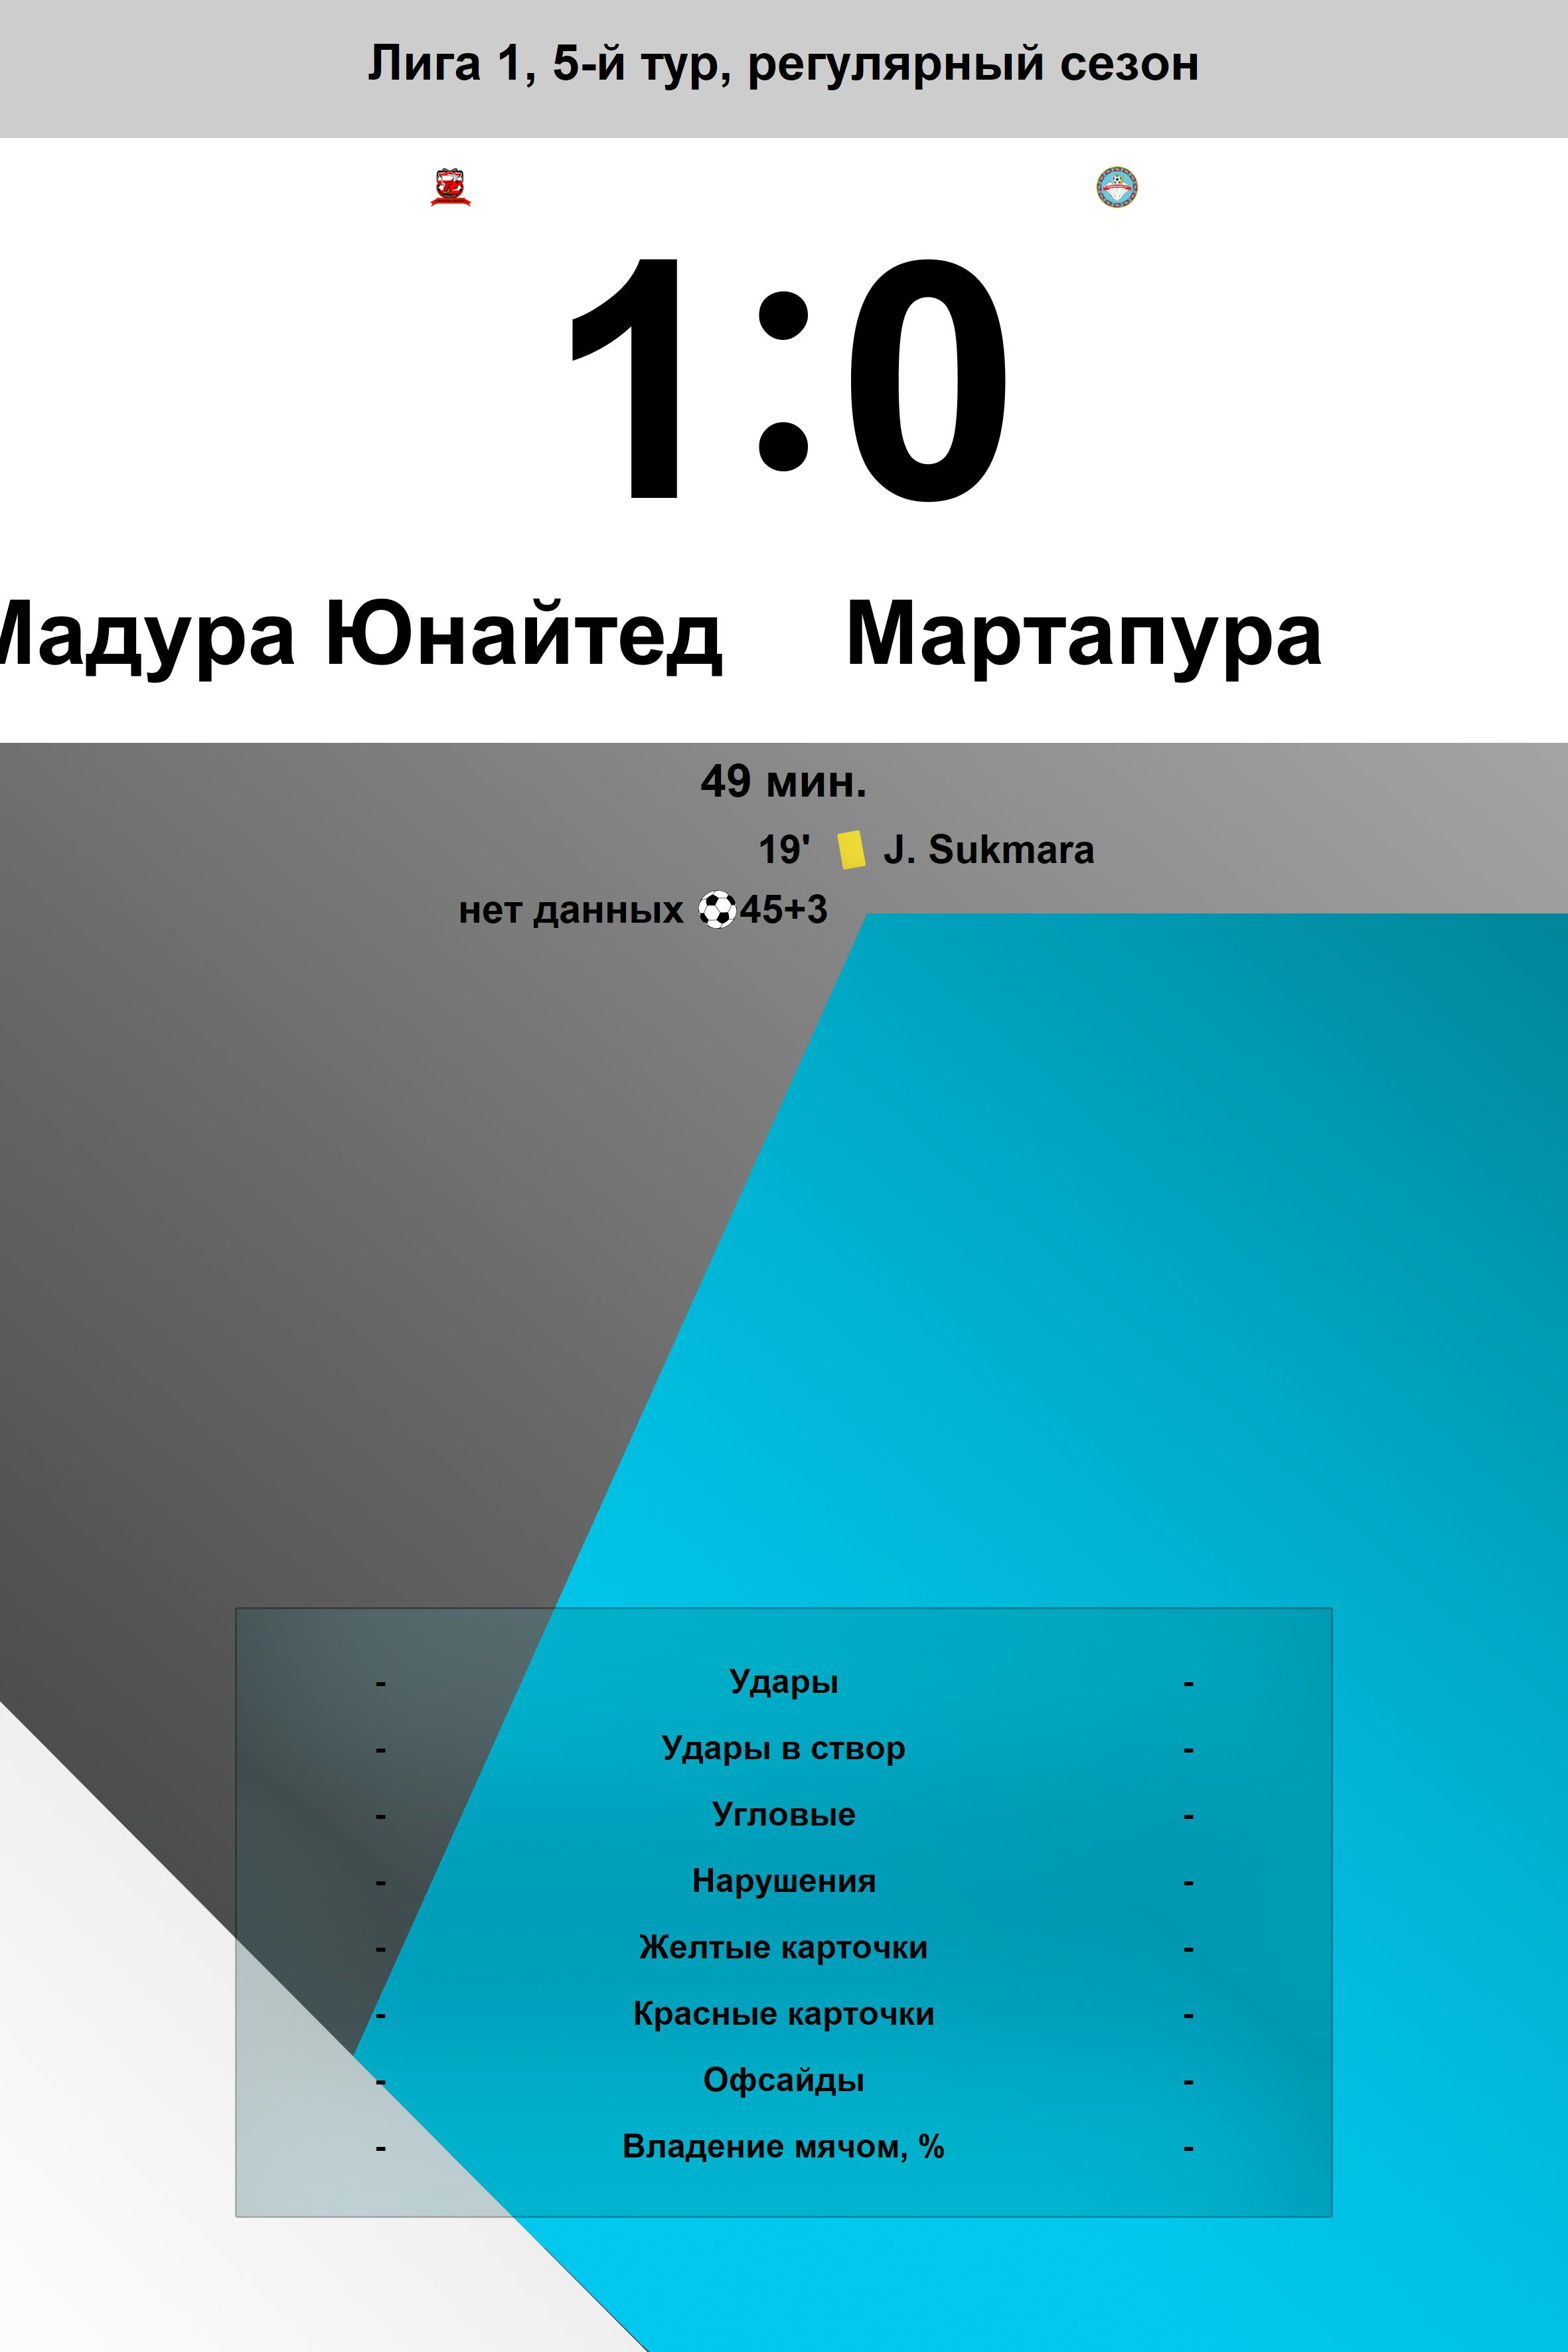 Лига 1, 5-й тур, регулярный сезон
1:0
Мадура Юнайтед Мартапура
49 мин.
19' J. Sukmara
нет данных 45+3
- Удары -
- Удары в створ -
- Угловые -
- Нарушения -
- Желтые карточки -
- Красные карточки -
- Офсайды -
- Владение мячом, % -